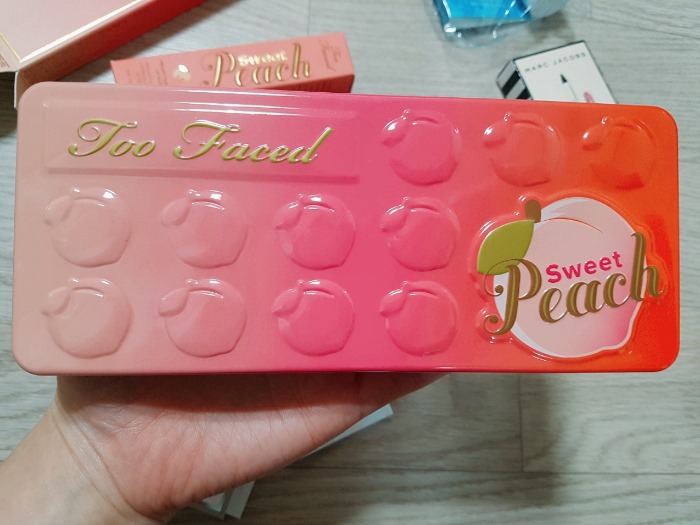 Sweet
Peach
MARC JACOBS
Too Faced
Sweet
Peach